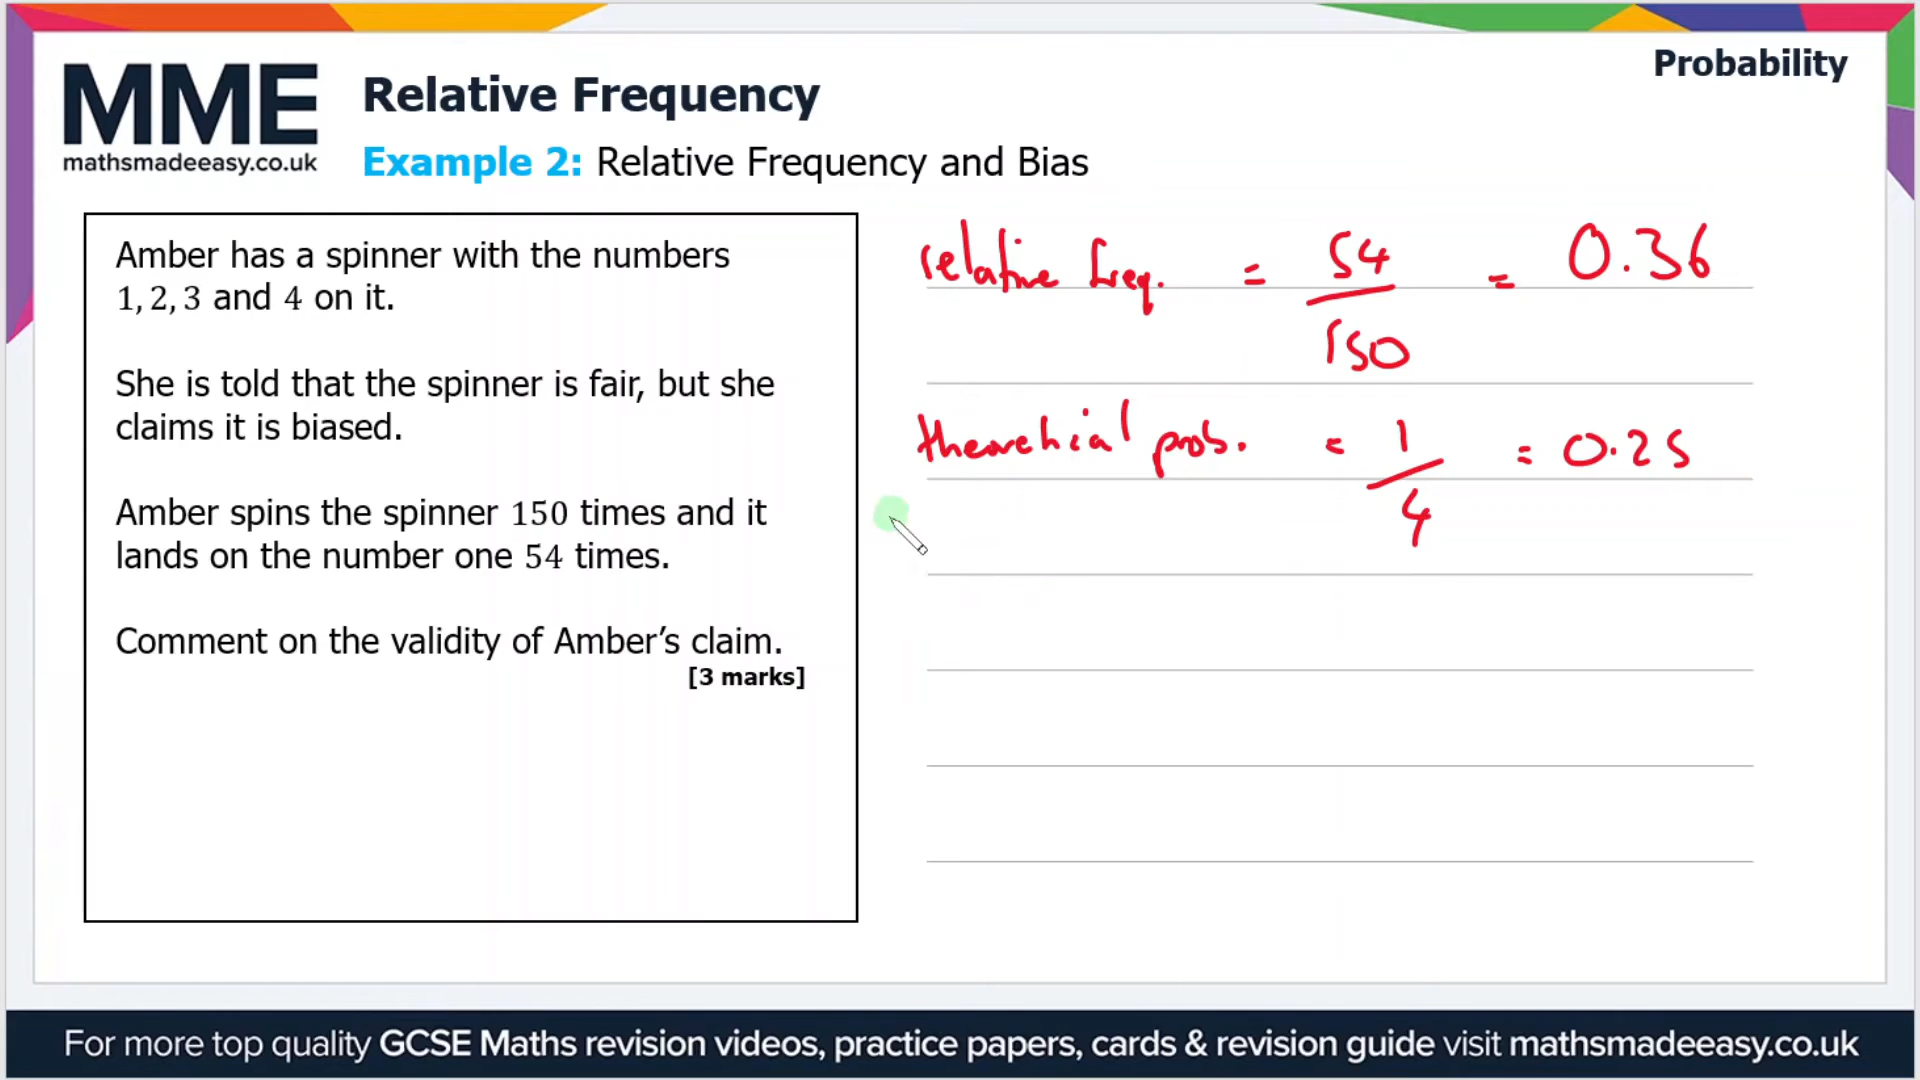 Probability
MME
mathsmadeeasy.co.uk
Relative Frequency
Example 2: Relative Frequency and Bias
Amber has a spinner with the numbers
1, 2, 3 and 4 on it.
She is told that the spinner is fair, but she
claims it is biased.
Amber spins the spinner 150 times and it
lands on the number one 54 times.
Comment on the validity of Amber’s claim.
[3 marks]
relative freq. = 54/150 = 0.36
theoretical prob. = 1/4 = 0.25
For more top quality GCSE Maths revision videos, practice papers, cards & revision guide visit mathsmadeeasy.co.uk